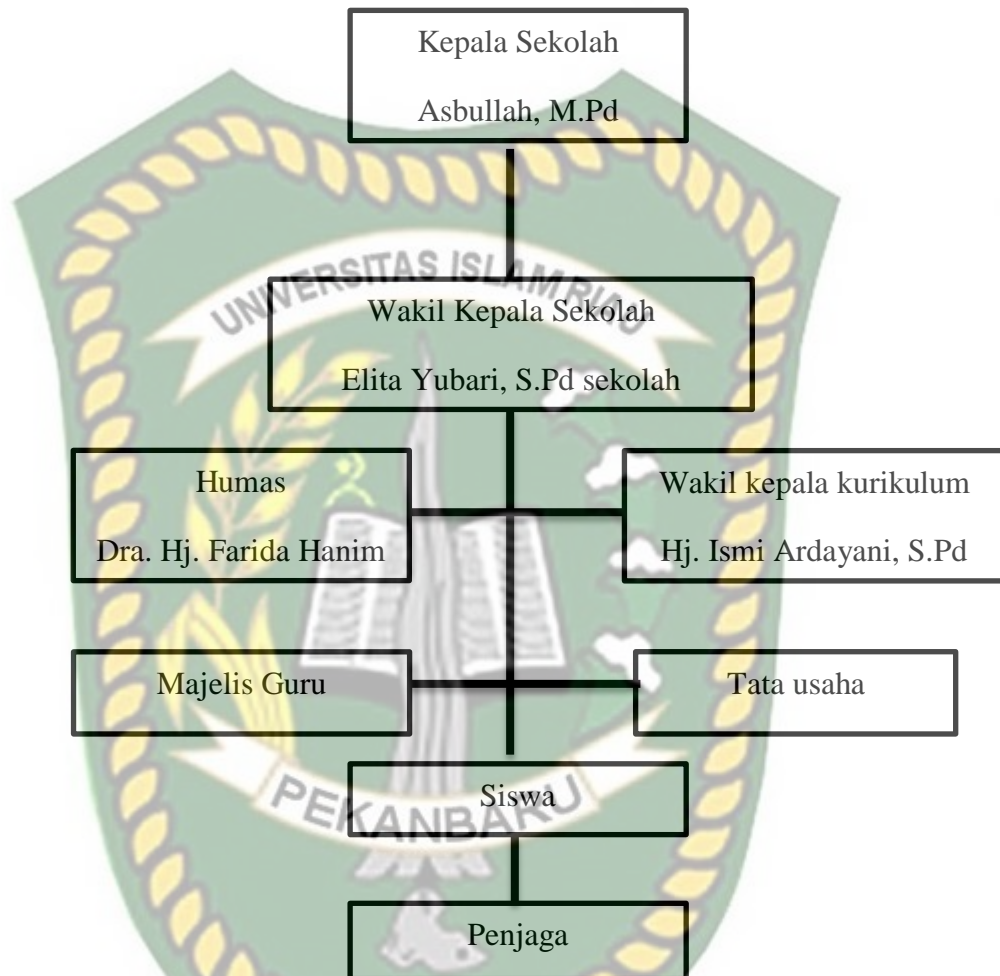 Kepala Sekolah
Asbullah, M.Pd
UNIVERSITAS ISLAM RIAU
Wakil Kepala Sekolah
Elita Yubari, S.Pd sekolah
Humas
Dra. Hj. Farida Hanim
Wakil kepala kurikulum
Hj. Ismi Ardayani, S.Pd
Majelis Guru
Tata usaha
Siswa
PEKANBARU
Penjaga